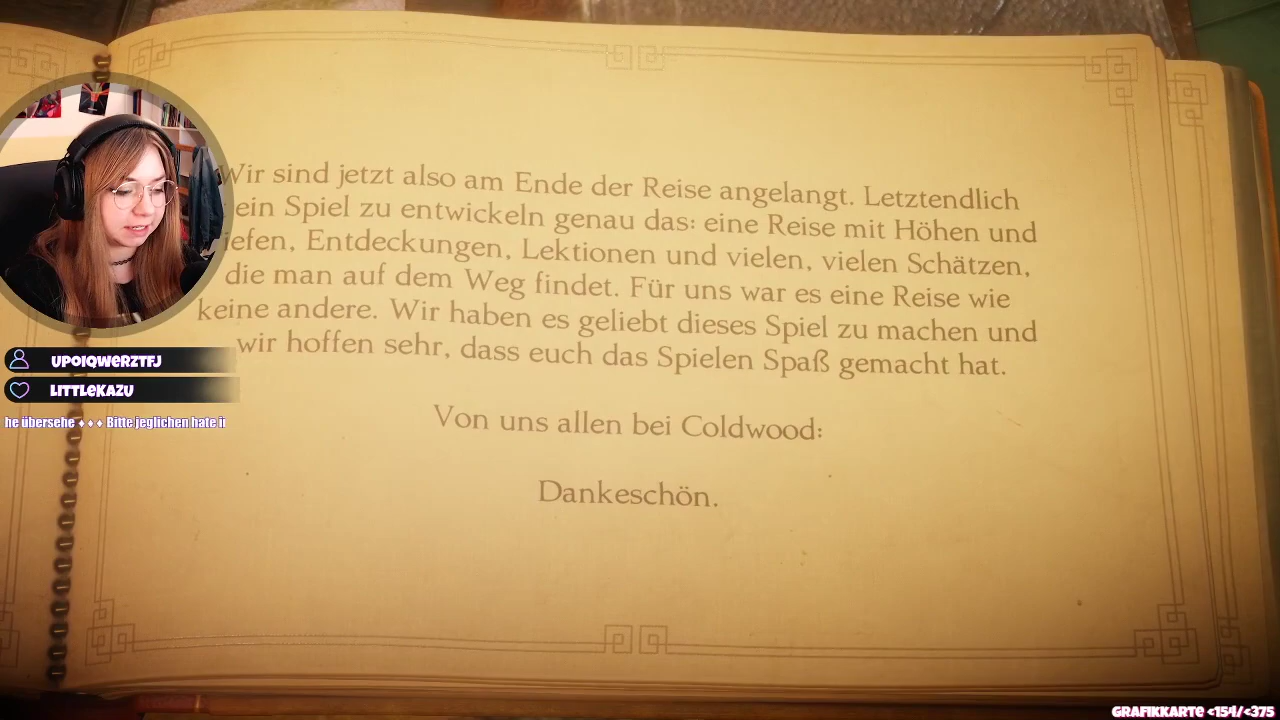 Wir sind jetzt also am Ende der Reise angelangt. Letztendlich
ein Spiel zu entwickeln genau das: eine Reise mit Höhen und
iefen, Entdeckungen, Lektionen und vielen, vielen Schätzen,
die man auf dem Weg findet. Für uns war es eine Reise wie
keine andere. Wir haben es geliebt dieses Spiel zu machen und
wir hoffen sehr, dass euch das Spielen Spaß gemacht hat.
Von uns allen bei Coldwood:
Dankeschön.
UPOIQWERZTFJ
LITTLEKAZU
he übersehe ♦ ♦ ♦ Bitte jeglichen hate i
GRAFIKKARTE <154/<375